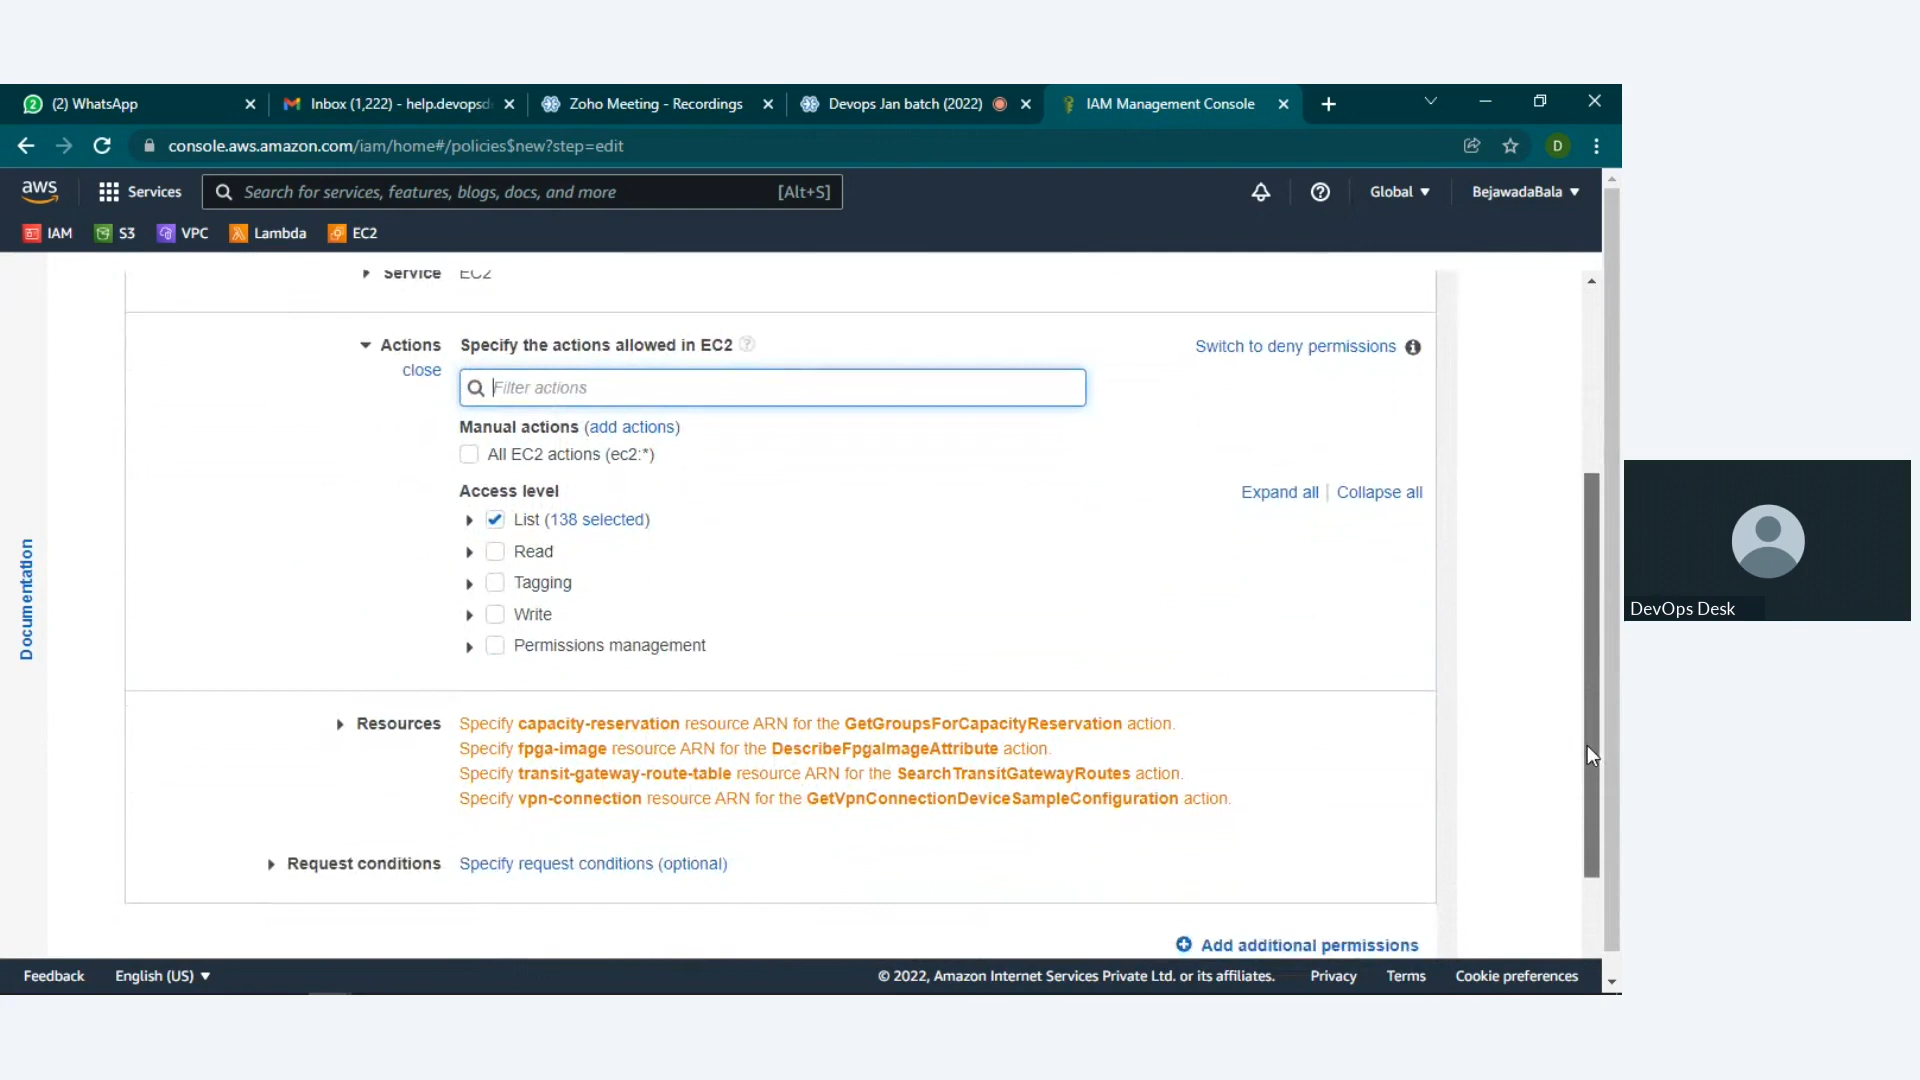 (2) WhatsApp
Inbox (1,222) - help.devopsd
Zoho Meeting - Recordings
Devops Jan batch (2022)
IAM Management Console
console.aws.amazon.com/iam/home#/policies$new?step=edit
D
aws
Services
Search for services, features, blogs, docs, and more
[Alt+S]
Global
BejawadaBala
IAM
S3
VPC
Lambda
EC2
Service EC2
Actions
close
Specify the actions allowed in EC2
Switch to deny permissions
Filter actions
Manual actions (add actions)
All EC2 actions (ec2:*)
Access level
Expand all | Collapse all
List (138 selected)
Read
Tagging
Write
Permissions management
Documentation
Resources
Specify capacity-reservation resource ARN for the GetGroupsForCapacityReservation action.
Specify fpga-image resource ARN for the DescribeFpgaImageAttribute action.
Specify transit-gateway-route-table resource ARN for the SearchTransitGatewayRoutes action.
Specify vpn-connection resource ARN for the GetVpnConnectionDeviceSampleConfiguration action.
Request conditions
Specify request conditions (optional)
Add additional permissions
DevOps Desk
Feedback
English (US)
© 2022, Amazon Internet Services Private Ltd. or its affiliates.
Privacy
Terms
Cookie preferences